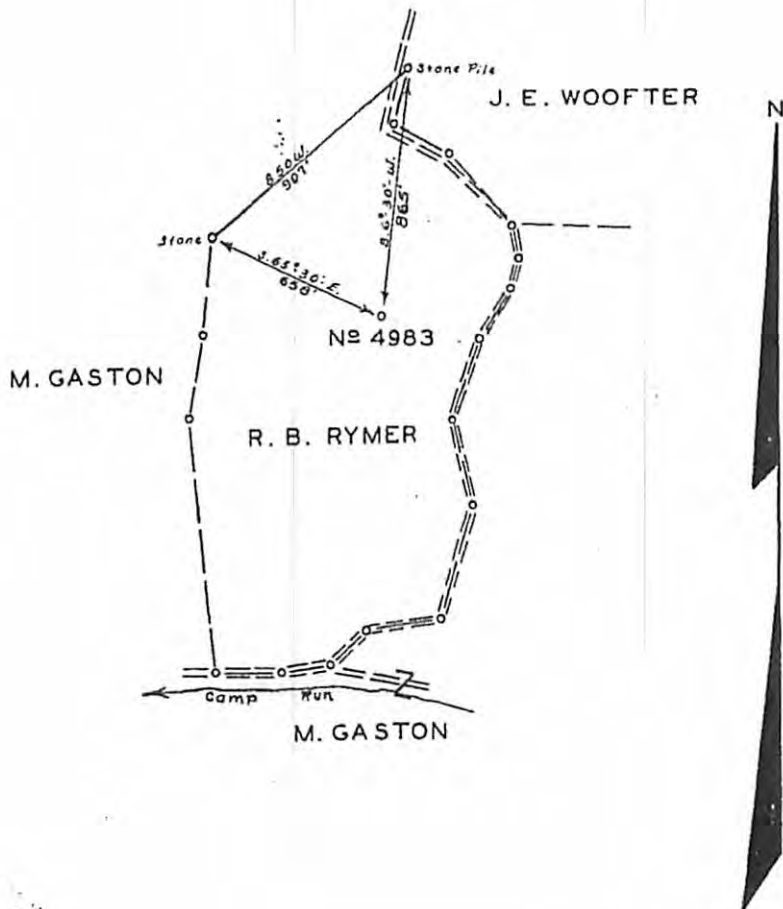 Stone Pile
J. E. WOOFTER
N
S 50 W.
907'
S. 6° 30' W.
865'
Stone
S. 65° 30' E.
658'
Nº 4983
M. GASTON
R. B. RYMER
Camp Run
M. GASTON